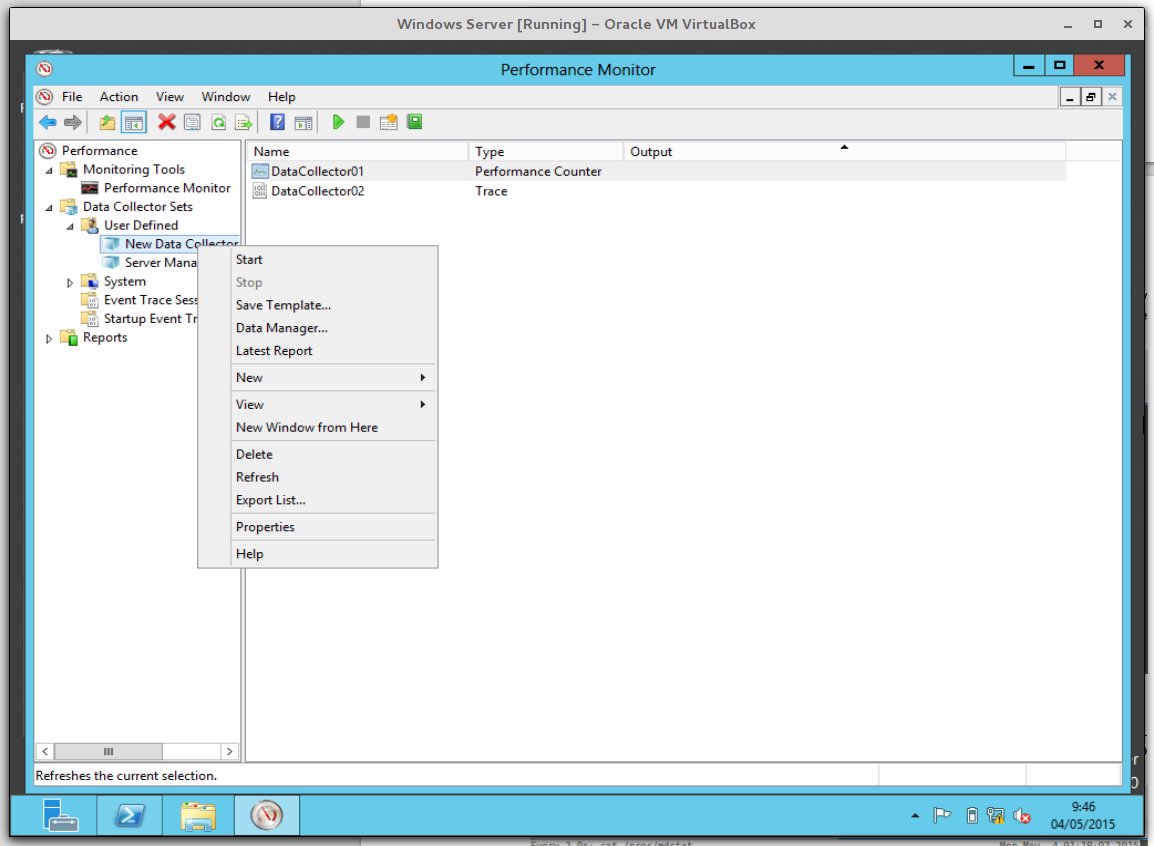 Windows Server [Running] – Oracle VM VirtualBox
Performance Monitor
File Action View Window Help
Performance
Monitoring Tools
Performance Monitor
Data Collector Sets
User Defined
New Data Collector
Server Mana
System
Event Trace Sess
Startup Event Tr
Reports
Name Type Output
DataCollector01 Performance Counter
DataCollector02 Trace
Start
Stop
Save Template...
Data Manager...
Latest Report
New
View
New Window from Here
Delete
Refresh
Export List...
Properties
Help
Refreshes the current selection.
9:46
04/05/2015